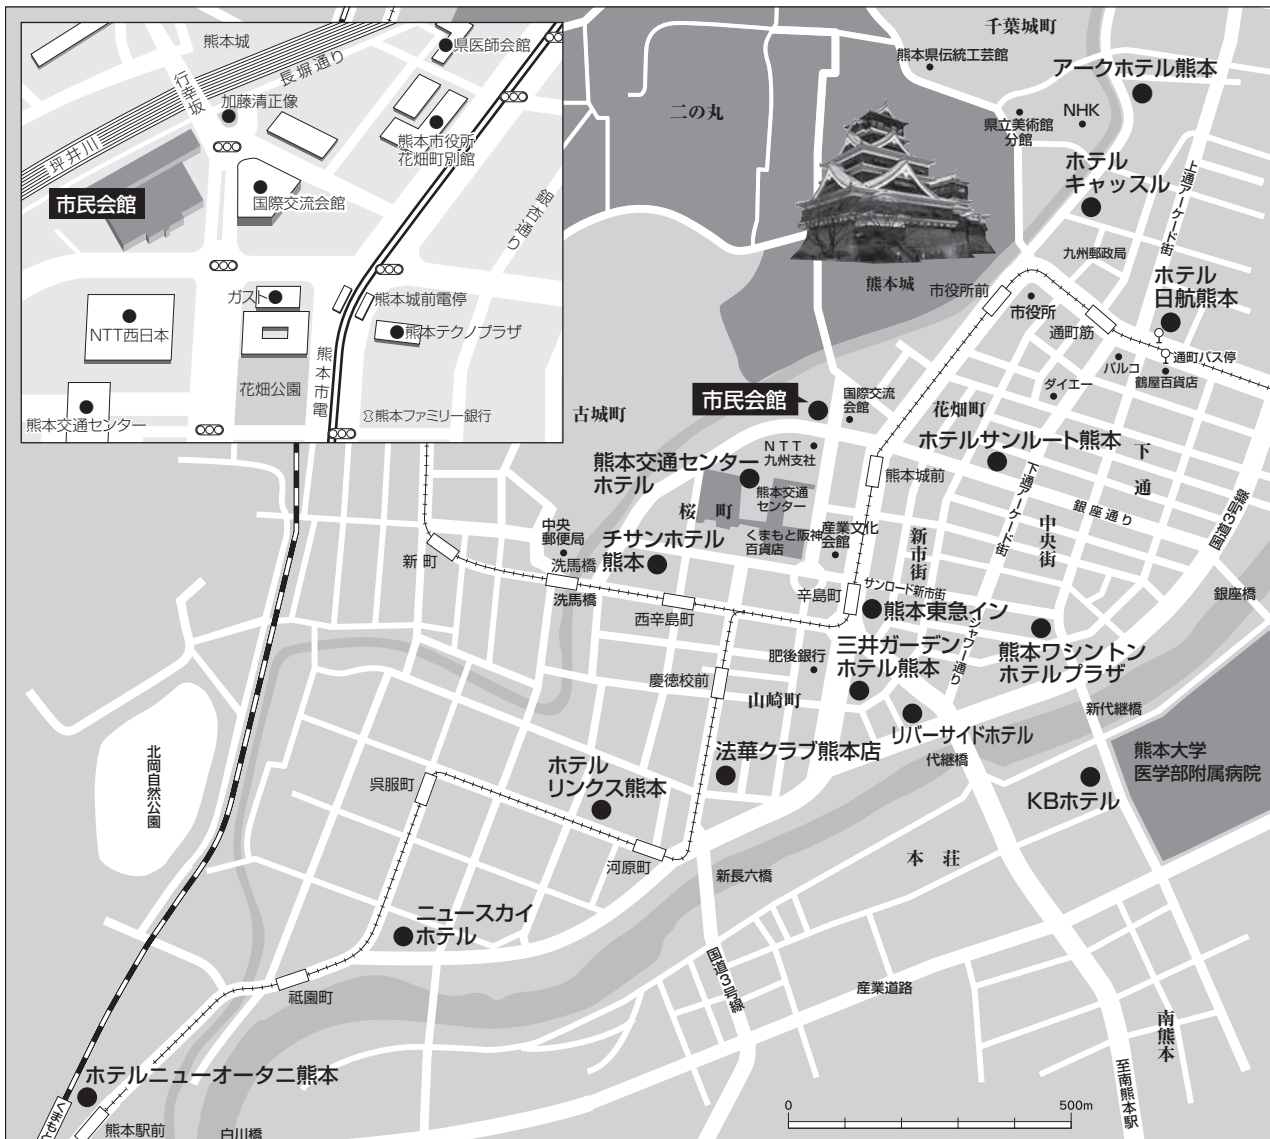 熊本城
長塀通り
行幸坂
加藤清正像
坪井川
市民会館
国際交流会館
県医師会館
熊本市役所
花畑町別館
銀右通り
ガスト
熊本城前電停
NTT西日本
熊本テクノプラザ
花畑公園
熊本市電
熊本ファミリー銀行
熊本交通センター
千葉城町
熊本県伝統工芸館
アークホテル熊本
二の丸
NHK
県立美術館
分館
ホテル
キャッスル
上通アーケード街
九州郵政局
熊本城
ホテル
日航熊本
市役所前
市役所
通町筋
通町バス停
パルコ
鶴屋百貨店
ダイエー
市民会館
国際交流
会館
花畑町
古城町
ホテルサンルート熊本
NTT
九州支社
下通
熊本交通センター
ホテル
熊本城前
熊本交通
センター
下通アーケード街
銀座通り
国道3号線
桜町
中央街
中央
郵便局
チサンホテル
熊本
くまもと阪神
百貨店
産業文化
会館
新市街
新町
洗馬橋
洗馬橋
サンロード新市街
辛島町
銀座橋
西辛島町
熊本東急イン
シャワー通り
熊本ワシントン
ホテルプラザ
肥後銀行
三井ガーデン
ホテル熊本
慶徳校前
山崎町
新代継橋
リバーサイドホテル
代継橋
北岡自然公園
法華クラブ熊本店
熊本大学
医学部附属病院
呉服町
ホテル
リンクス熊本
KBホテル
河原町
新長六橋
本荘
ニュースカイ
ホテル
国道3号線
産業道路
祇園町
南熊本
至南熊本駅
ホテルニューオータニ熊本
熊本駅前
白川橋
0
500m